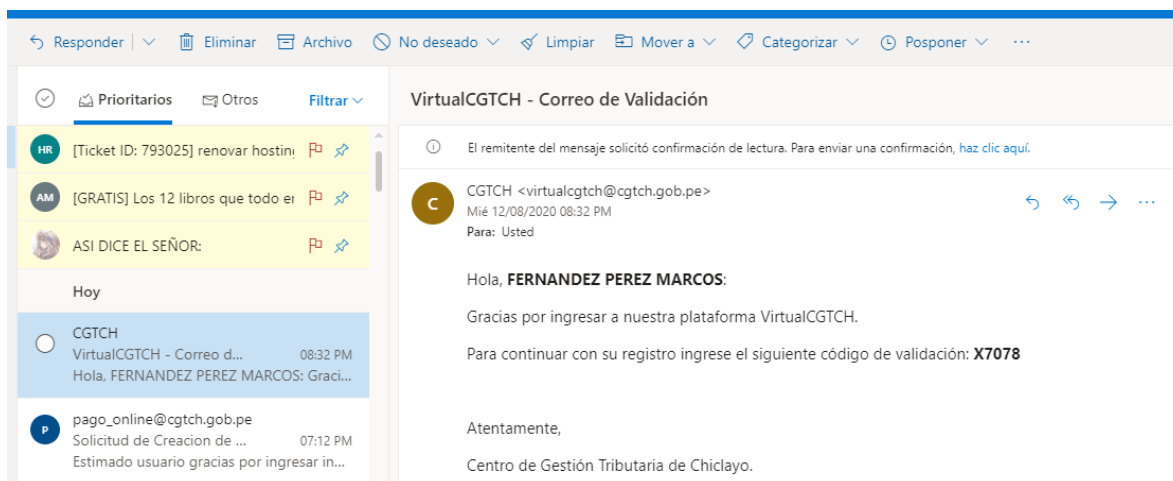 Responder Eliminar Archivo No deseado Limpiar Mover a Categorizar Posponer ...
Prioritarios Otros Filtrar
HR [Ticket ID: 793025] renovar hosting
AM [GRATIS] Los 12 libros que todo er
ASI DICE EL SEÑOR:
Hoy
CGTCH
VirtualCGTCH - Correo d... 08:32 PM
Hola, FERNANDEZ PEREZ MARCOS: Graci...
P pago_online@cgtch.gob.pe
Solicitud de Creacion de ... 07:12 PM
Estimado usuario gracias por ingresar in...
VirtualCGTCH - Correo de Validación
El remitente del mensaje solicitó confirmación de lectura. Para enviar una confirmación, haz clic aquí.
C CGTCH <virtualcgtch@cgtch.gob.pe>
Mié 12/08/2020 08:32 PM
Para: Usted
Hola, FERNANDEZ PEREZ MARCOS:
Gracias por ingresar a nuestra plataforma VirtualCGTCH.
Para continuar con su registro ingrese el siguiente código de validación: X7078
Atentamente,
Centro de Gestión Tributaria de Chiclayo.